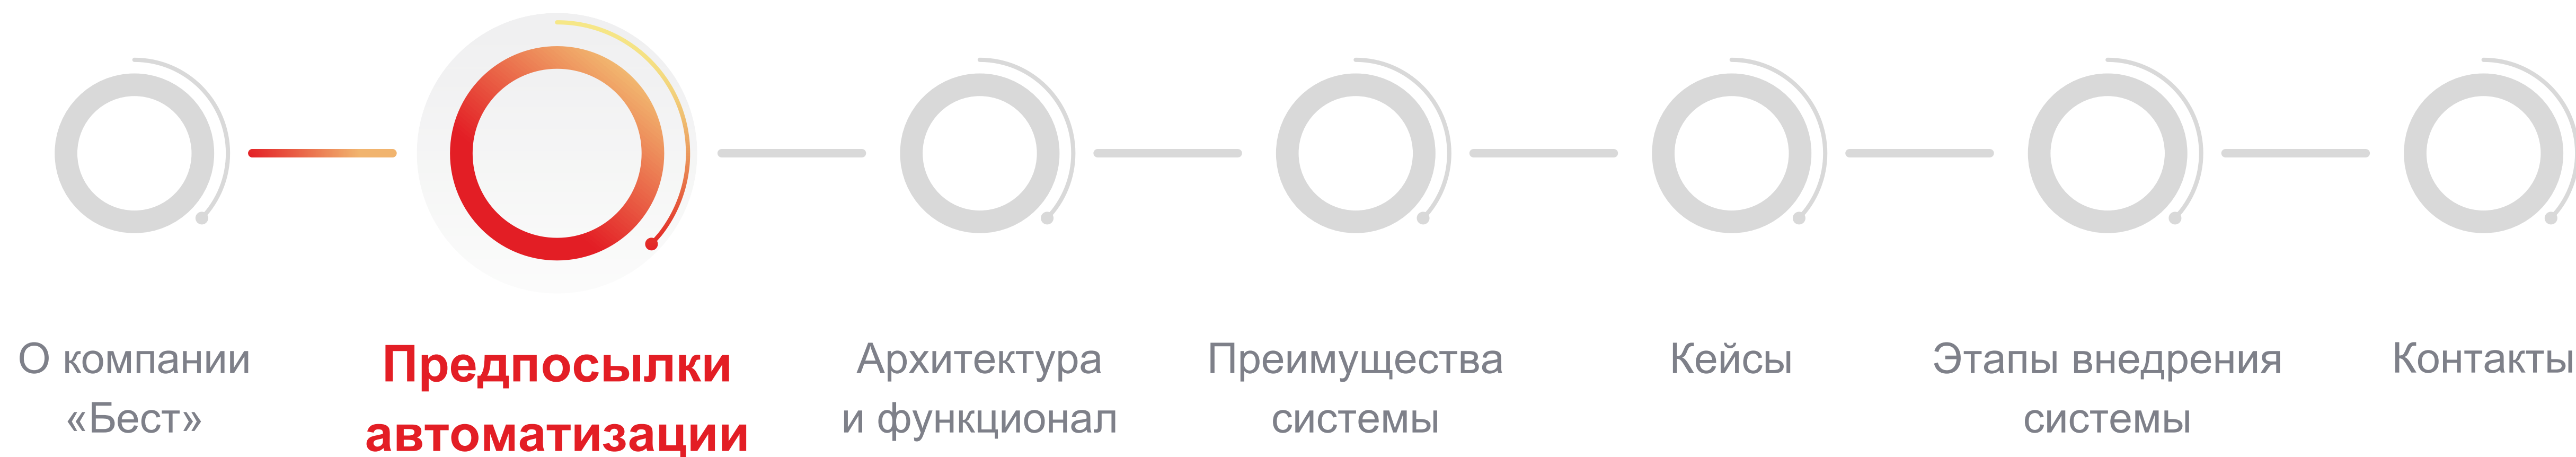 О компании
«Бест»
Предпосылки
автоматизации
Архитектура
и функционал
Преимущества
системы
Кейсы
Этапы внедрения
системы
Контакты